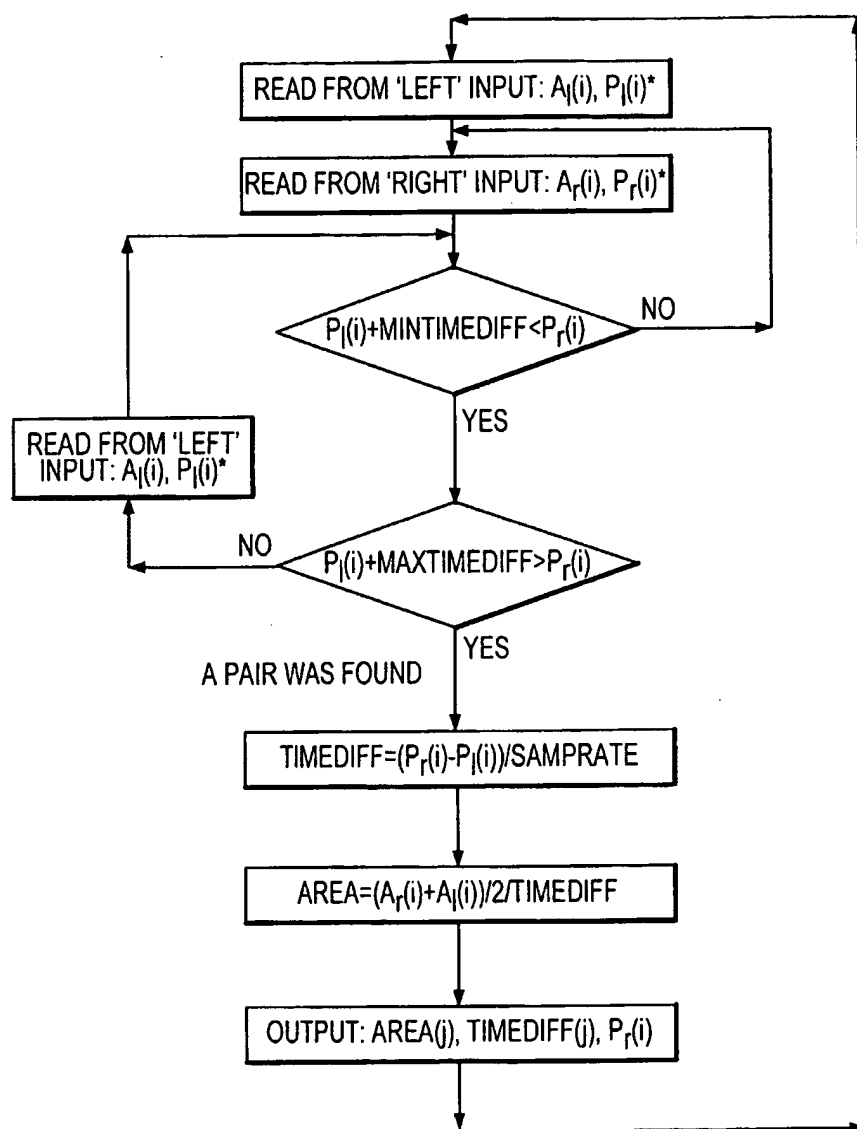 READ FROM 'LEFT' INPUT: Al(i), Pl(i)*
READ FROM 'RIGHT' INPUT: Ar(i), Pr(i)*
Pl(i)+MINTIMEDIFF<Pr(i)
NO
YES
READ FROM 'LEFT'
INPUT: Al(i), Pl(i)*
NO
Pl(i)+MAXTIMEDIFF>Pr(i)
YES
A PAIR WAS FOUND
TIMEDIFF=(Pr(i)-Pl(i))/SAMPRATE
AREA=(Ar(i)+Al(i))/2/TIMEDIFF
OUTPUT: AREA(j), TIMEDIFF(j), Pr(i)